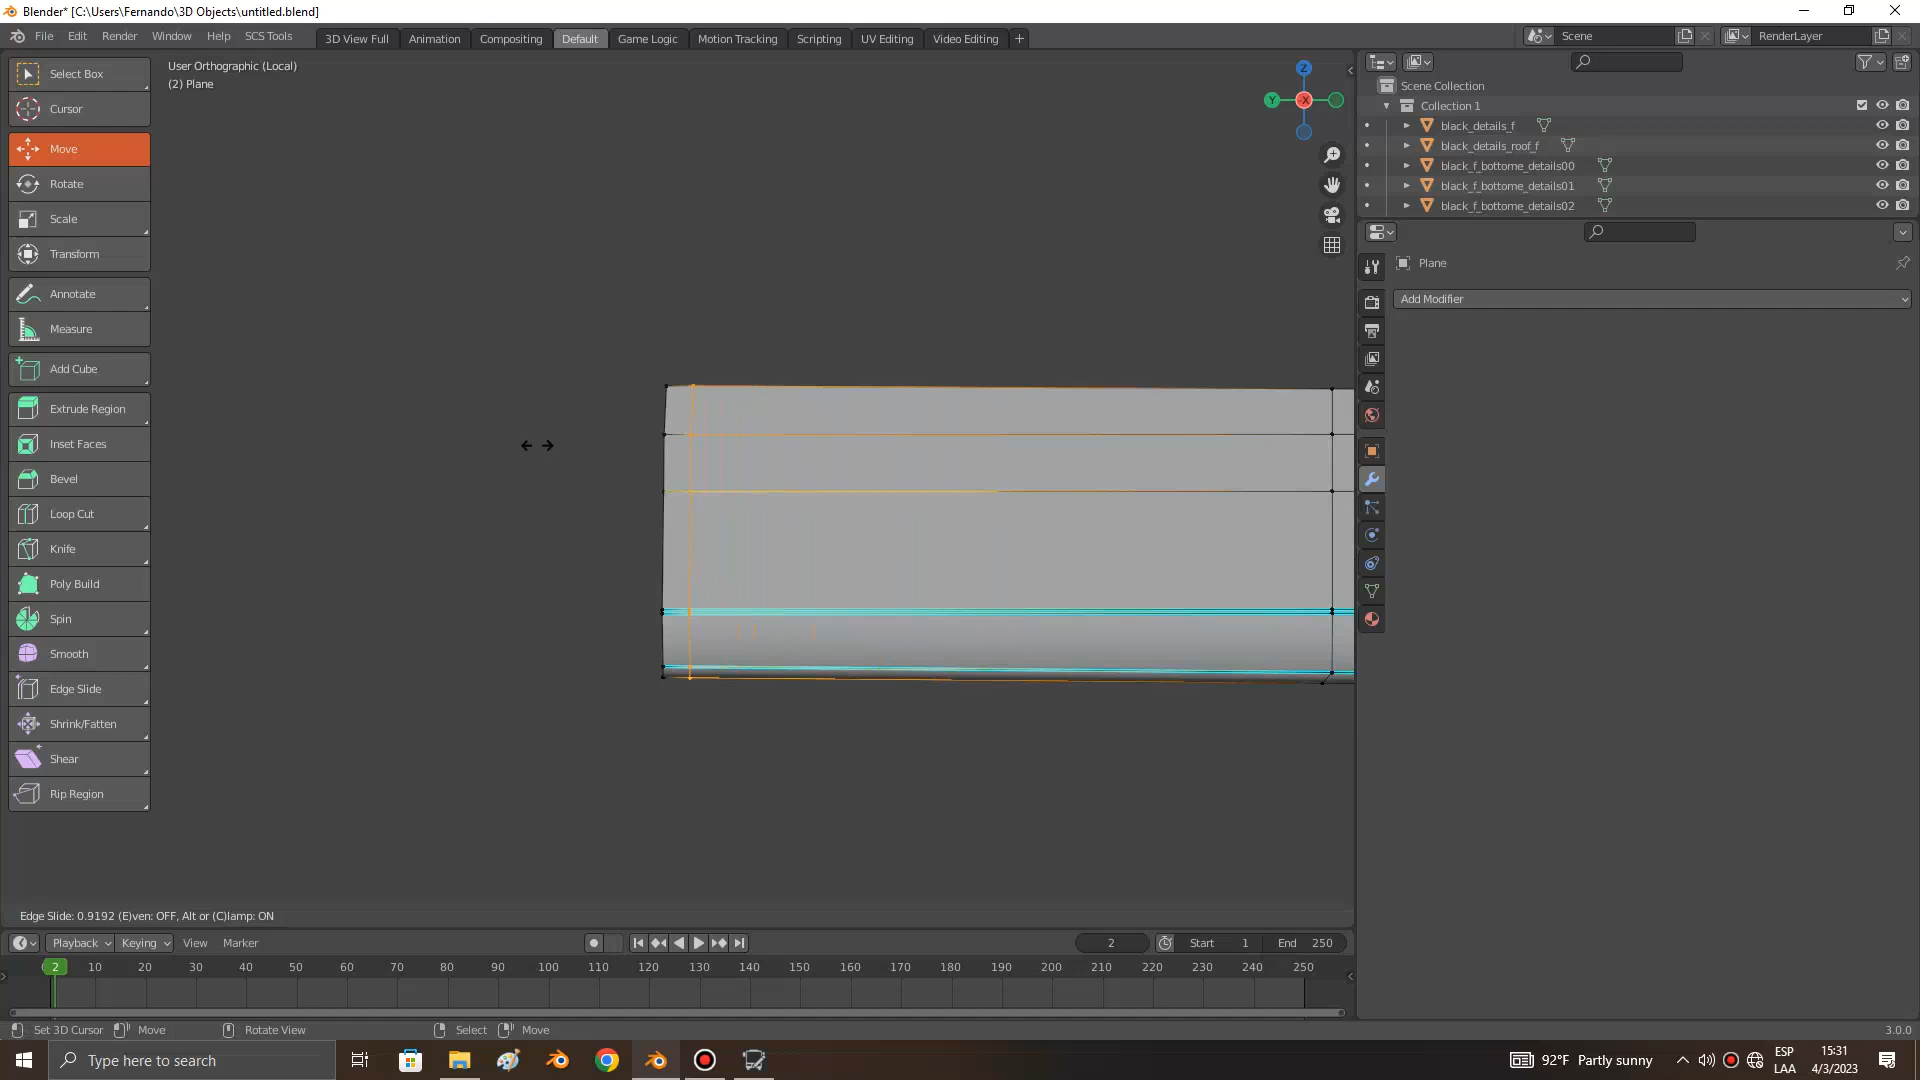 Blender* [C:\Users\Fernando\3D Objects\untitled.blend]
File Edit Render Window Help SCS Tools
3D View Full Animation Compositing Default Game Logic Motion Tracking Scripting UV Editing Video Editing +
Scene
RenderLayer
Select Box
Cursor
Move
Rotate
Scale
Transform
Annotate
Measure
Add Cube
Extrude Region
Inset Faces
Bevel
Loop Cut
Knife
Poly Build
Spin
Smooth
Edge Slide
Shrink/Fatten
Shear
Rip Region
User Orthographic (Local)
(2) Plane
Z
Y
X
Scene Collection
Collection 1
black_details_f
black_details_roof_f
black_f_bottome_details00
black_f_bottome_details01
black_f_bottome_details02
Plane
Add Modifier
Edge Slide: 0.9192 (E)ven: OFF, Alt or (C)lamp: ON
Playback Keying View Marker
2 Start 1 End 250
2 10 20 30 40 50 60 70 80 90 100 110 120 130 140 150 160 170 180 190 200 210 220 230 240 250
Set 3D Cursor Move Rotate View Select Move
3.0.0
Type here to search
92°F Partly sunny
ESP
LAA
15:31
4/3/2023